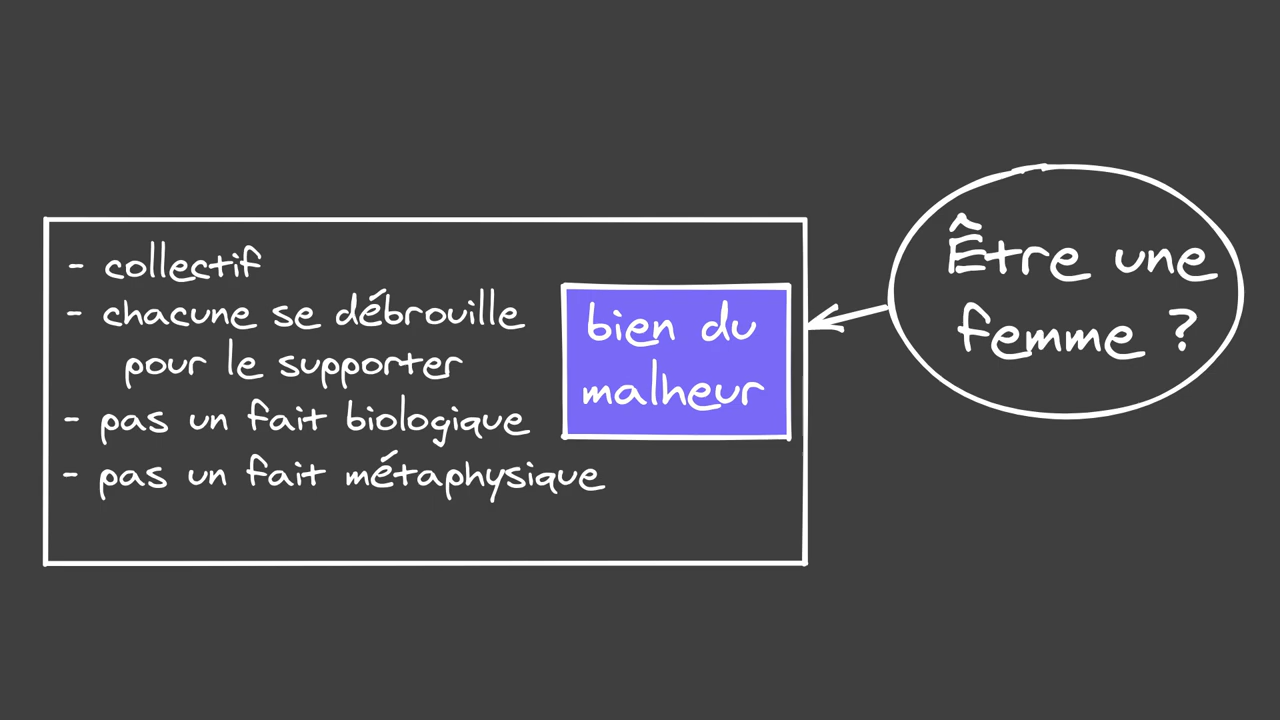 - collectif
- chacune se débrouille
pour le supporter
- pas un fait biologique
- pas un fait métaphysique
bien du
malheur
Être une
femme ?